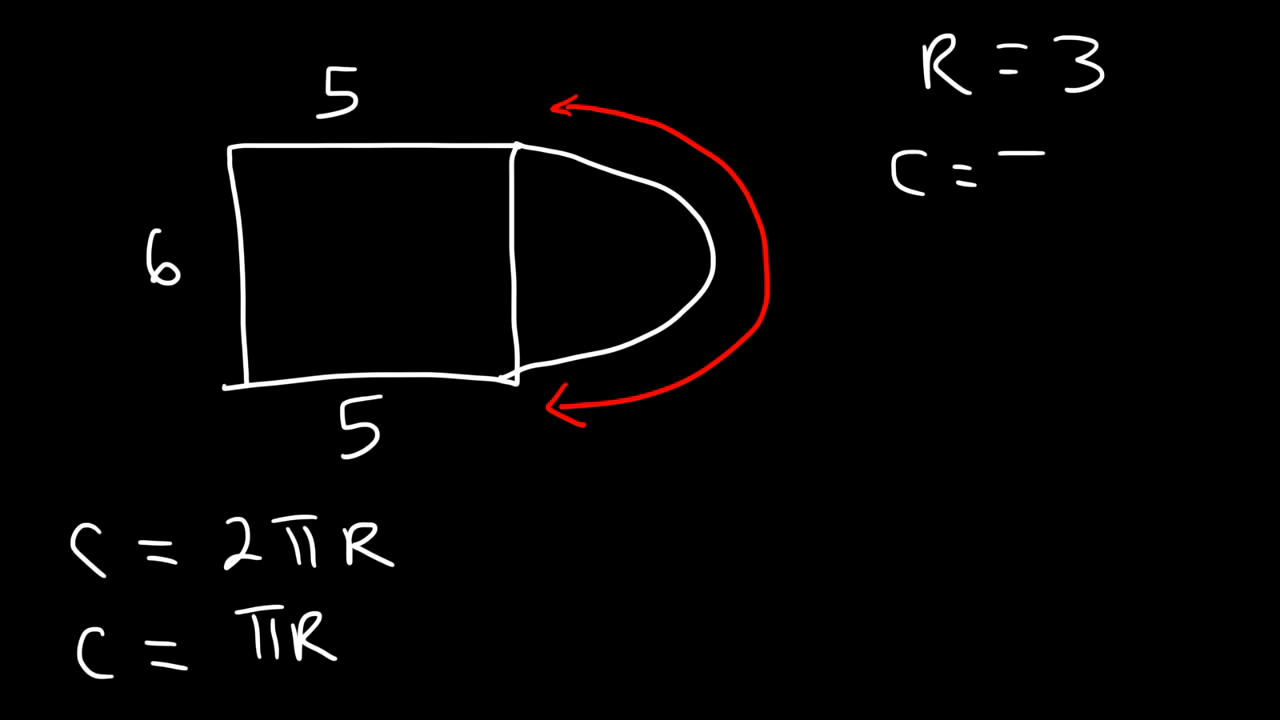 5
R = 3
C =
6
5
C = 2πR
C = πR